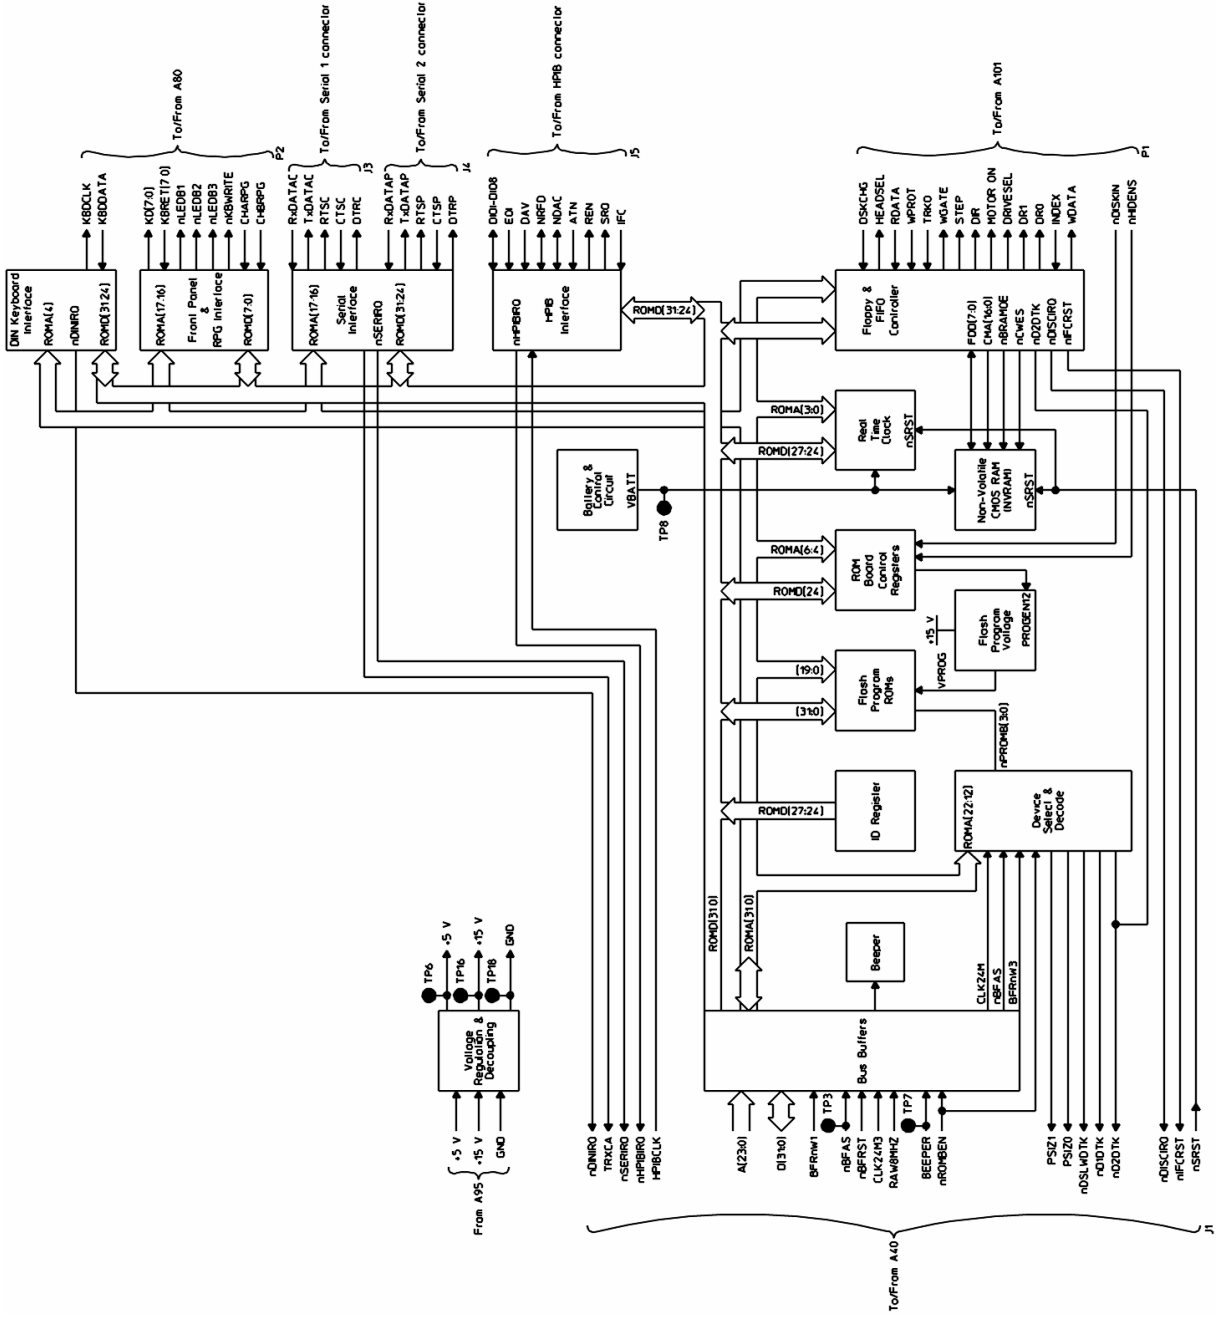 To/From A80
To/From Serial 1 connector
To/From Serial 2 connector
To/From HPIB connector
To/From A101
P2
J3
J4
J5
P1
KBDCLK
KBDDATA
KD(7:0)
KBRET(7:0)
nLEDB1
nLEDB2
nLEDB3
nKBWRITE
CHARPG
CHBRPG
RxDATAC
TxDATAC
RTSC
CTSC
DTRC
RxDATAP
TxDATAP
RTSP
CTSP
DTRP
DIO1-DIO8
EOI
DAV
NRFD
NDAC
ATN
REN
SRQ
IFC
DSKCHG
HEADSEL
RDATA
WPROT
TRK0
WGATE
STEP
DIR
MOTOR ON
DRIVESEL
DR1
DR0
INDEX
WDATA
nDISKIN
nHIDENS
DIN Keyboard
Interface
ROMA(4)
nDINIRQ
ROMD(31:24)
ROMA(17:16)
Front Panel
&
RPG Interface
ROMD(7:0)
ROMA(17:16)
Serial
Interface
nSERIRQ
ROMD(31:24)
nHPIBIRQ
HPIB
Interface
ROMD(31:24)
Floppy &
FIFO
Controller
FDD(7:0)
CMA(16:0)
nBRAMOE
nCWES
nD2DTK
nDISCIRQ
nIFCRST
ROMA(3:0)
ROMD(27:24)
Real
Time
Clock
nSRST
Battery &
Control
Circuit
VBATT
TP8
Non-Volatile
CMOS RAM
(NVRAM)
nSRST
ROMA(6:4)
ROMD(24)
ROM
Board
Control
Registers
+15 V
Flash
Program
Voltage
PROGEN12
VPROG
(19:0)
(31:0)
Flash
Program
ROMs
nPROMB(3:0)
ROMD(27:24)
ID Register
ROMA(22:12)
Device
Select &
Decode
ROMD(31:0)
ROMA(31:0)
Beeper
CLK24M
nBFAS
BFRnW3
TP6
TP16
TP18
+5 V
+15 V
GND
Voltage
Regulation &
Decoupling
+5 V
+15 V
GND
From A95
Bus Buffers
nDINIRQ
TRXCA
nSERIRQ
nHPIBIRQ
HPIBCLK
A(23:0)
D(31:0)
BFRnW1
TP3
nBFAS
nBFRST
CLK24M3
RAW8MHZ
TP7
BEEPER
nROMBEN
PSIZ1
PSIZ0
nDSLWDTK
nD1DTK
nD2DTK
nDISCIRQ
nIFCRST
nSRST
J1
To/From A40